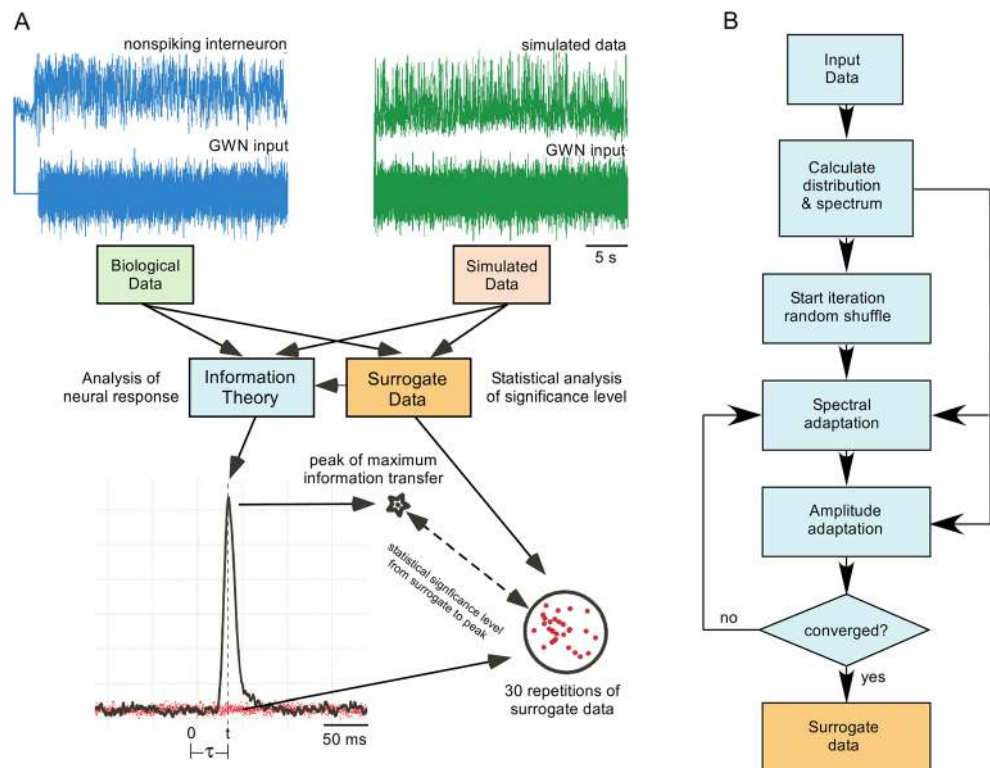 A
nonspiking interneuron
GWN input
simulated data
GWN input
5 s
Biological
Data
Simulated
Data
Analysis of
neural response
Information
Theory
Surrogate
Data
Statistical analysis
of significance level
peak of maximum
information transfer
statistical signficance level
from surrogate to peak
30 repetitions of
surrogate data
0
t
τ
50 ms
B
Input
Data
Calculate
distribution
& spectrum
Start iteration
random shuffle
Spectral
adaptation
Amplitude
adaptation
no
converged?
yes
Surrogate
data